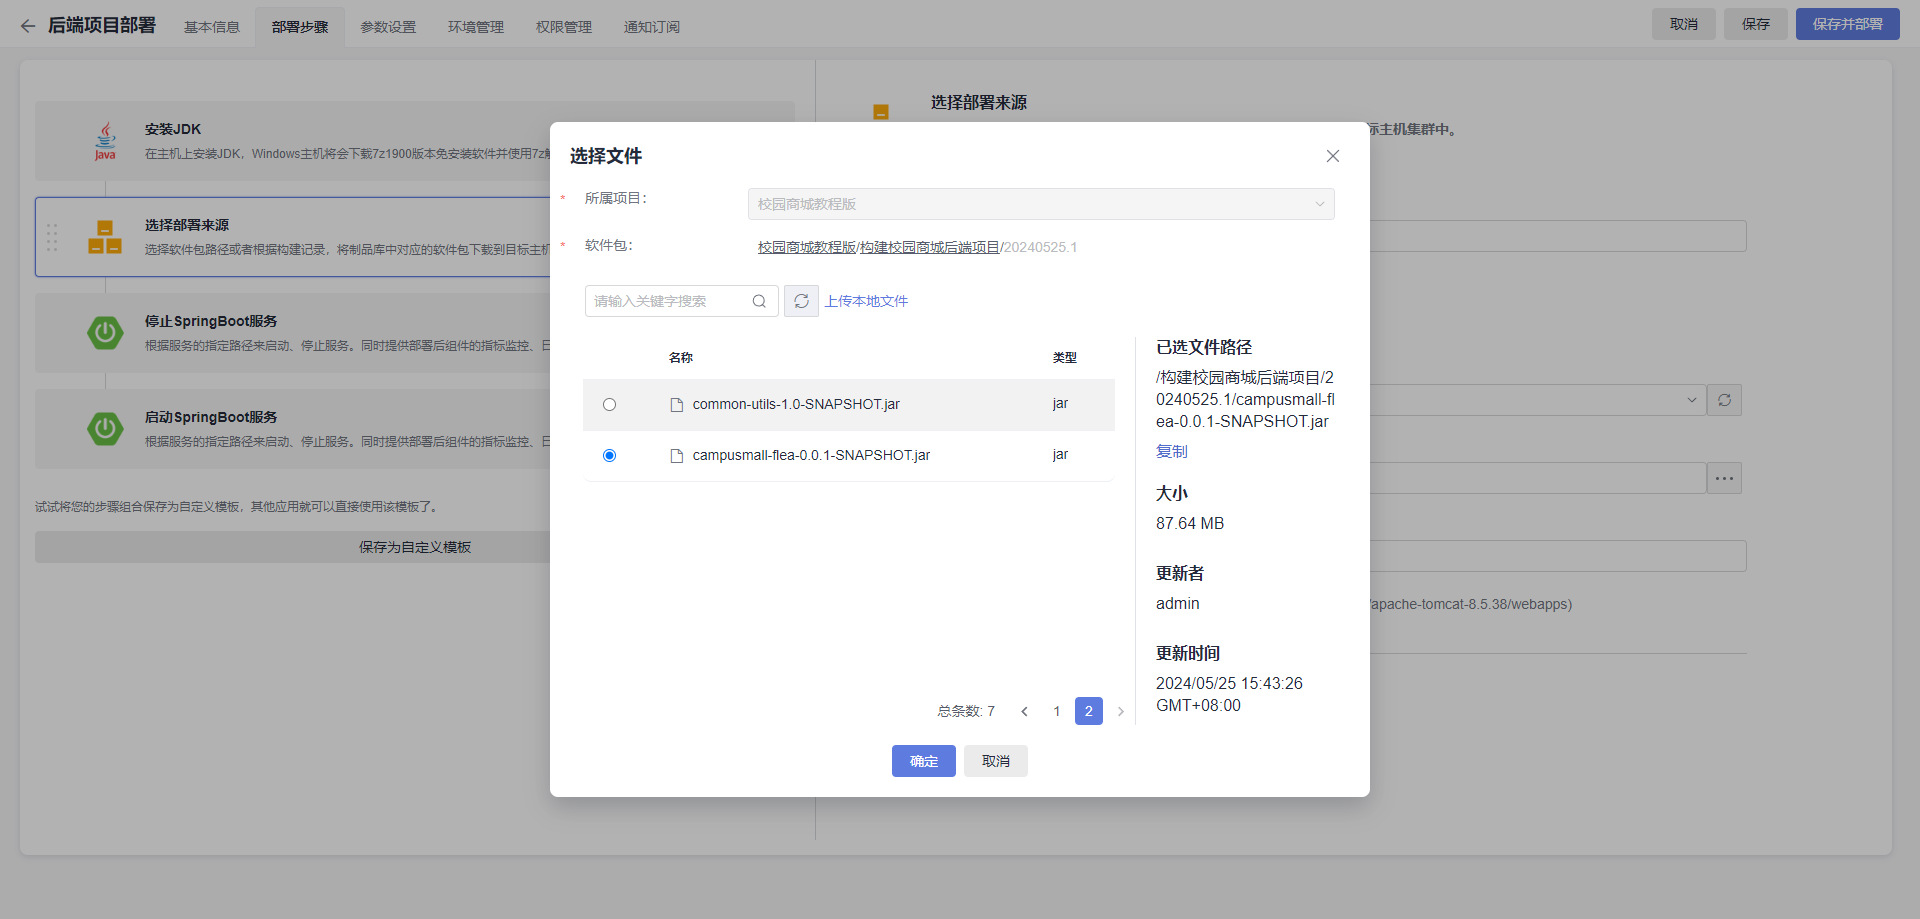 后端项目部署
基本信息
部署步骤
参数设置
环境管理
权限管理
通知订阅
取消
保存
保存并部署
安装JDK
在主机上安装JDK，Windows主机将会下载7z1900版本免安装软件并使用7z
选择部署来源
选择软件包路径或者根据构建记录，将制品库中对应的软件包下载到目标主机
停止SpringBoot服务
根据服务的指定路径来启动、停止服务。同时提供部署后组件的指标监控、日
启动SpringBoot服务
根据服务的指定路径来启动、停止服务。同时提供部署后组件的指标监控、日
试试将您的步骤组合保存为自定义模板，其他应用就可以直接使用该模板了。
保存为自定义模板
选择部署来源
标主机集群中。
/apache-tomcat-8.5.38/webapps)
选择文件
* 所属项目：
校园商城教程版
* 软件包：
校园商城教程版/构建校园商城后端项目/20240525.1
请输入关键字搜索
上传本地文件
名称
类型
common-utils-1.0-SNAPSHOT.jar
jar
campusmall-flea-0.0.1-SNAPSHOT.jar
jar
总条数: 7
1
2
已选文件路径
/构建校园商城后端项目/2
0240525.1/campusmall-fl
ea-0.0.1-SNAPSHOT.jar
复制
大小
87.64 MB
更新者
admin
更新时间
2024/05/25 15:43:26
GMT+08:00
确定
取消